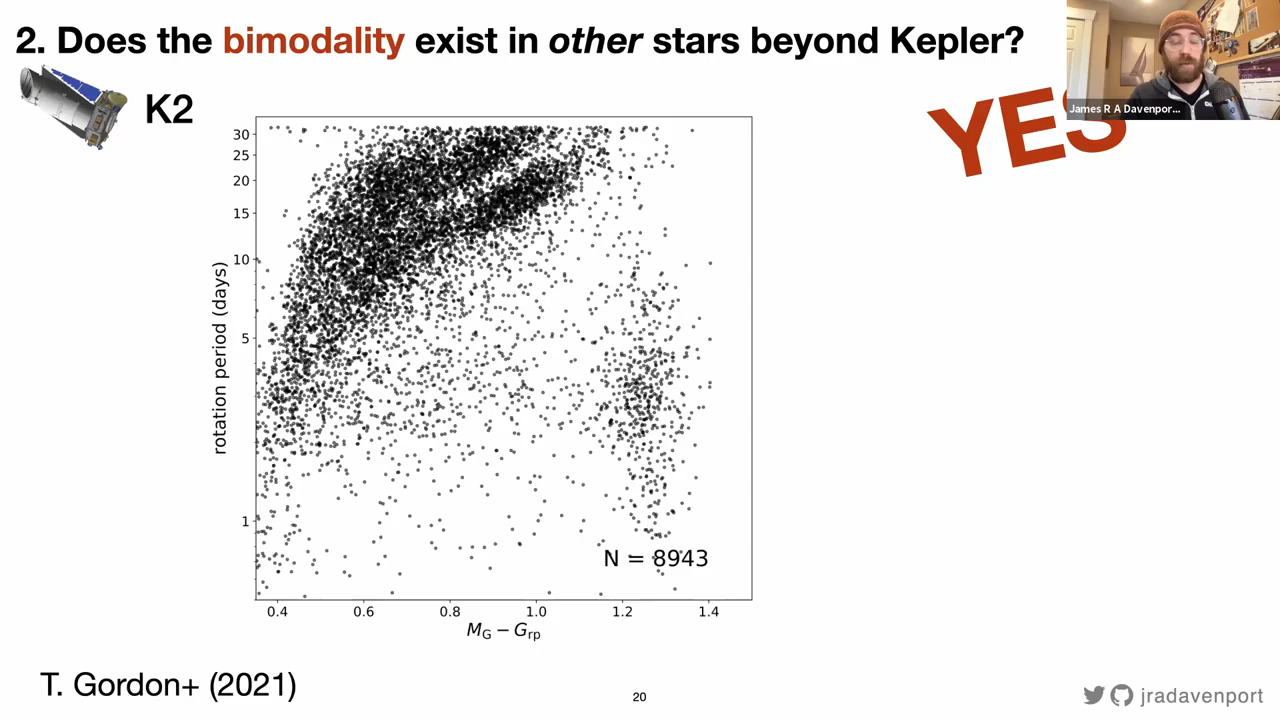 2. Does the bimodality exist in other stars beyond Kepler?
K2
YES
James R A Davenpor...
30
25
20
15
10
5
1
rotation period (days)
N = 8943
0.4 0.6 0.8 1.0 1.2 1.4
M_G − G_rp
T. Gordon+ (2021)
20
jradavenport